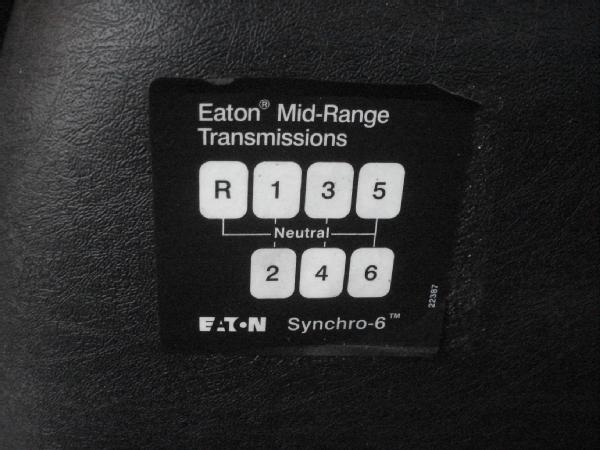 Eaton® Mid-Range
Transmissions
R 1 3 5
Neutral
2 4 6
22387
EATON Synchro-6™